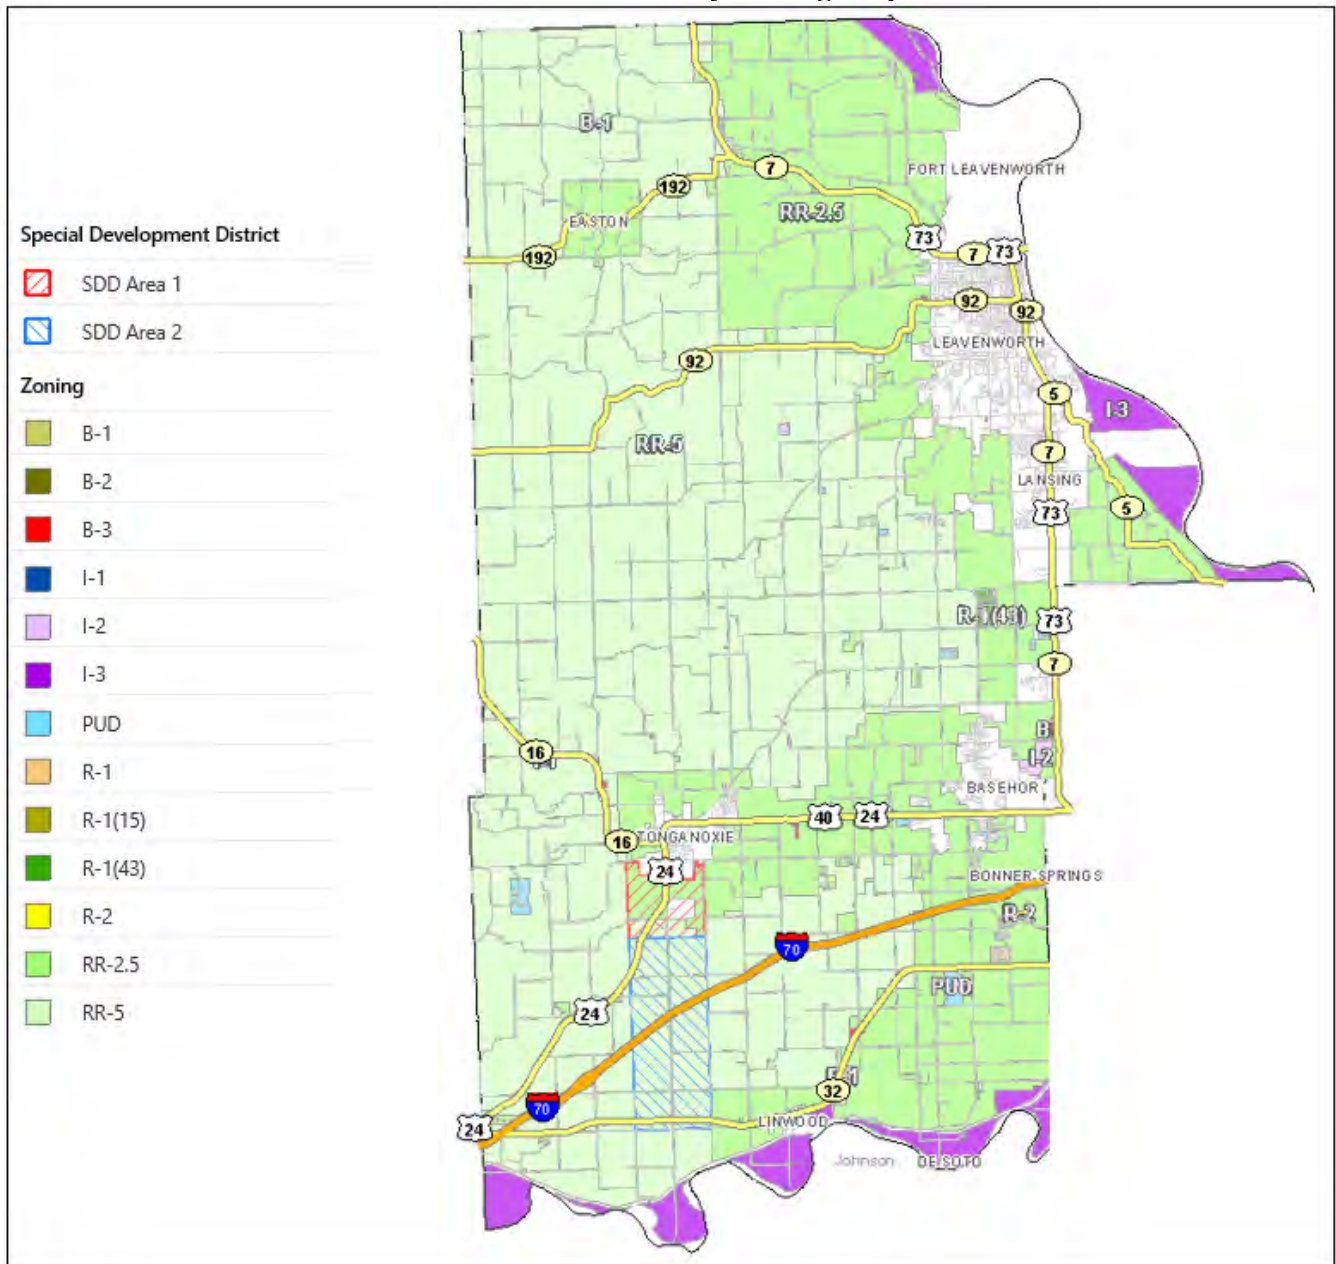 Special Development District
SDD Area 1
SDD Area 2
Zoning
B-1
B-2
B-3
I-1
I-2
I-3
PUD
R-1
R-1(15)
R-1(43)
R-2
RR-2.5
RR-5
B-1
FORT LEAVENWORTH
7
192
RR-2.5
EASTON
73
7
73
192
92
92
LEAVENWORTH
92
5
I-3
RR-5
7
LANSING
73
5
R-1(43)
73
7
B
16
I-2
BASEHOR
40
24
TONGANOXIE
16
24
BONNER SPRINGS
R-2
70
PUD
24
32
70
LINWOOD
24
Johnson
DE SOTO